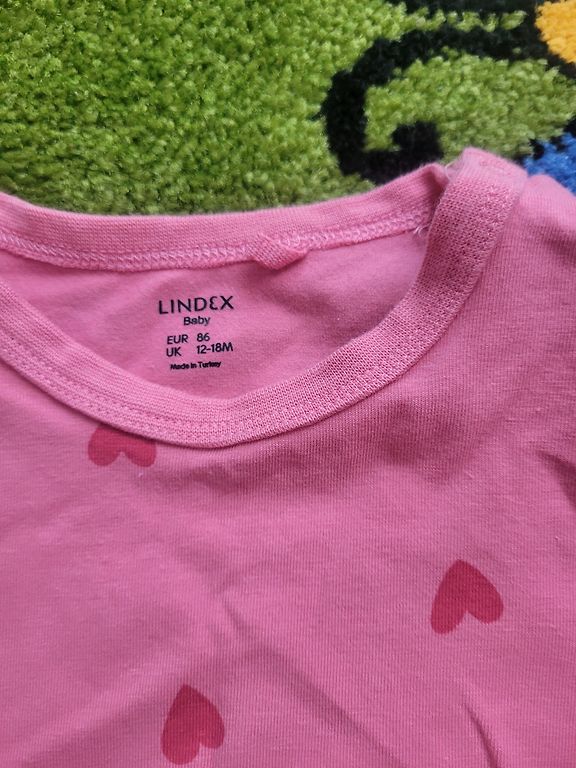 LINDEX
Baby
EUR 86
UK 12-18M
Made in Turkey